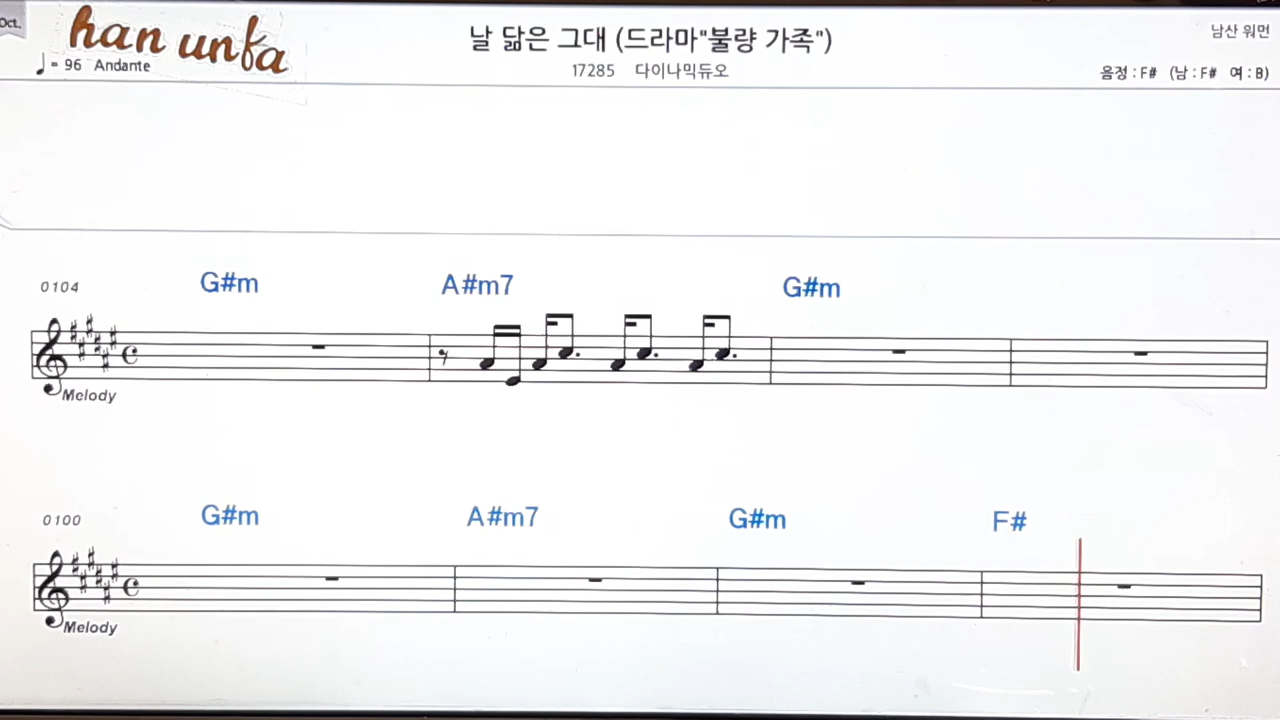 Oct.
han unfa
날 닮은 그대 (드라마"불량 가족")
남산 워먼
♩= 96 Andante
17285 다이나믹듀오
음정 : F# (남 : F# 여 : B)
G#m A#m7 G#m
0104
Melody
G#m A#m7 G#m F#
0100
Melody